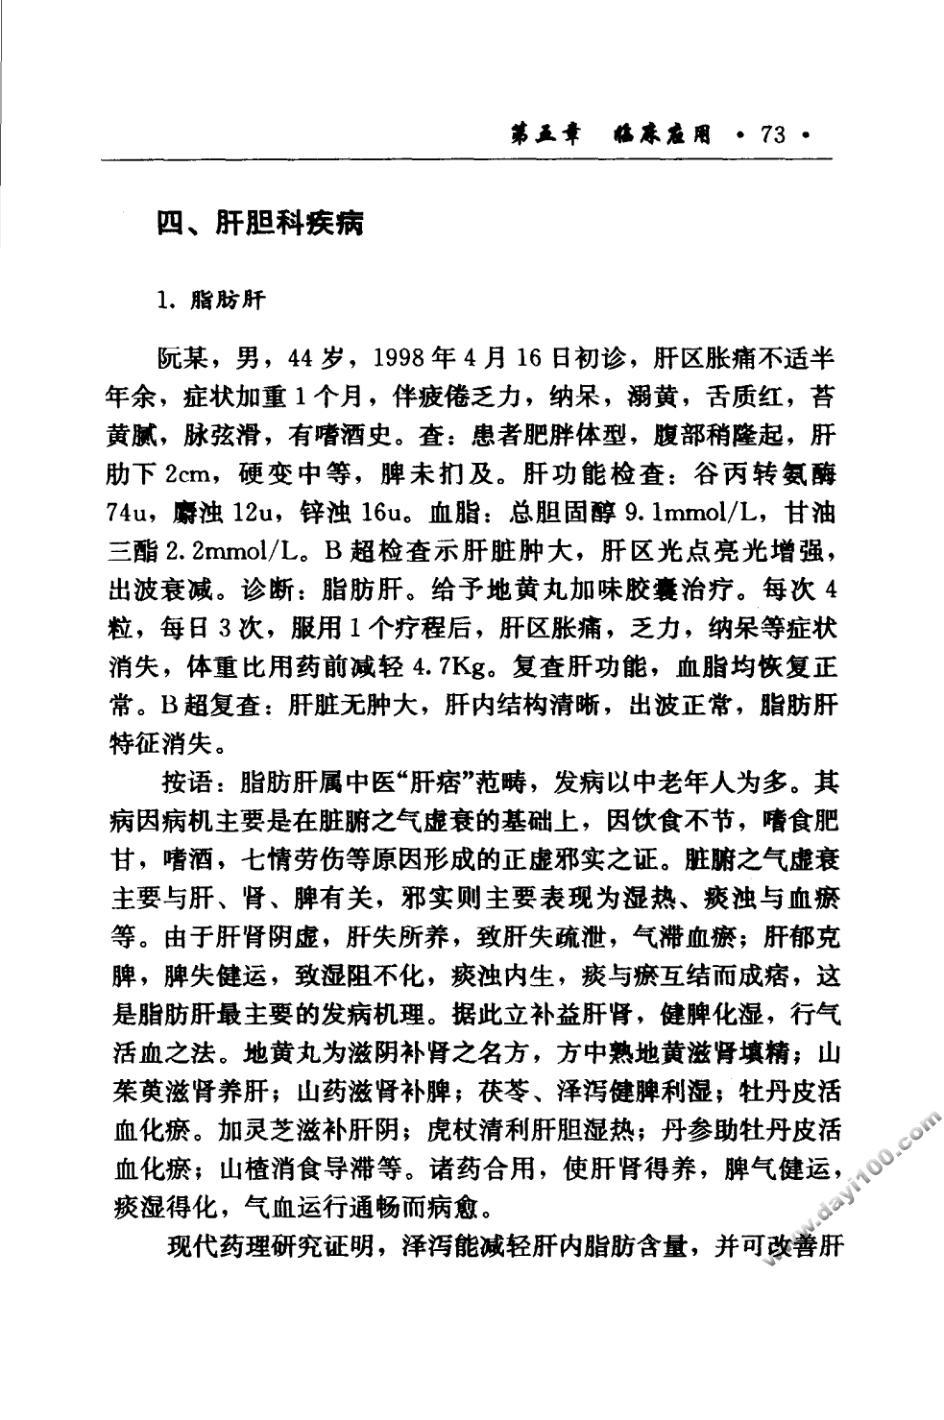 第五章 临床应用 · 73 ·
四、肝胆科疾病
1. 脂肪肝
阮某，男，44 岁，1998 年 4 月 16 日初诊，肝区胀痛不适半
年余，症状加重 1 个月，伴疲倦乏力，纳呆，溺黄，舌质红，苔
黄腻，脉弦滑，有嗜酒史。查：患者肥胖体型，腹部稍隆起，肝
肋下 2cm，硬变中等，脾未扪及。肝功能检查：谷丙转氨酶
74u，麝浊 12u，锌浊 16u。血脂：总胆固醇 9.1mmol/L，甘油
三酯 2.2mmol/L。B 超检查示肝脏肿大，肝区光点亮光增强，
出波衰减。诊断：脂肪肝。给予地黄丸加味胶囊治疗。每次 4
粒，每日 3 次，服用 1 个疗程后，肝区胀痛，乏力，纳呆等症状
消失，体重比用药前减轻 4.7Kg。复查肝功能，血脂均恢复正
常。B 超复查：肝脏无肿大，肝内结构清晰，出波正常，脂肪肝
特征消失。
按语：脂肪肝属中医“肝痞”范畴，发病以中老年人为多。其
病因病机主要是在脏腑之气虚衰的基础上，因饮食不节，嗜食肥
甘，嗜酒，七情劳伤等原因形成的正虚邪实之证。脏腑之气虚衰
主要与肝、肾、脾有关，邪实则主要表现为湿热、痰浊与血瘀
等。由于肝肾阴虚，肝失所养，致肝失疏泄，气滞血瘀；肝郁克
脾，脾失健运，致湿阻不化，痰浊内生，痰与瘀互结而成痞，这
是脂肪肝最主要的发病机理。据此立补益肝肾，健脾化湿，行气
活血之法。地黄丸为滋阴补肾之名方，方中熟地黄滋肾填精；山
茱萸滋肾养肝；山药滋肾补脾；茯苓、泽泻健脾利湿；牡丹皮活
血化瘀。加灵芝滋补肝阴；虎杖清利肝胆湿热；丹参助牡丹皮活
血化瘀；山楂消食导滞等。诸药合用，使肝肾得养，脾气健运，
痰湿得化，气血运行通畅而病愈。
现代药理研究证明，泽泻能减轻肝内脂肪含量，并可改善肝
www.dayi100.com